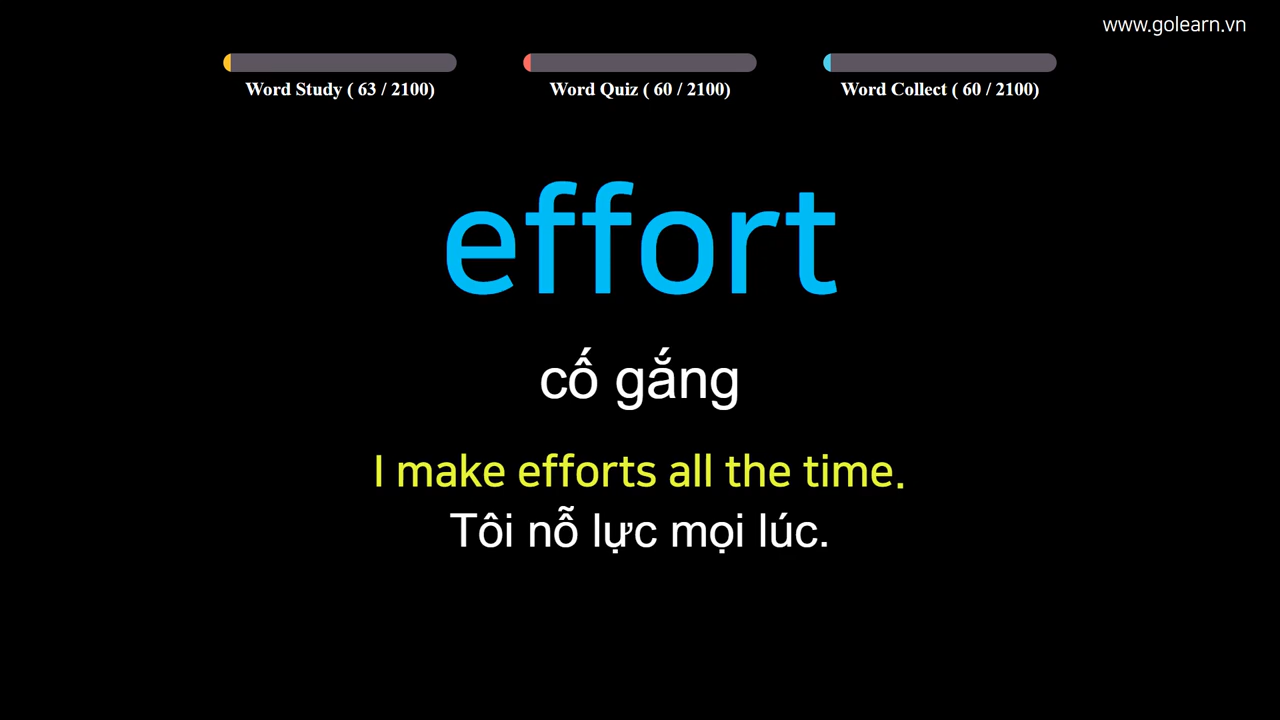 www.golearn.vn
Word Study ( 63 / 2100)
Word Quiz ( 60 / 2100)
Word Collect ( 60 / 2100)
effort
cố gắng
I make efforts all the time.
Tôi nỗ lực mọi lúc.